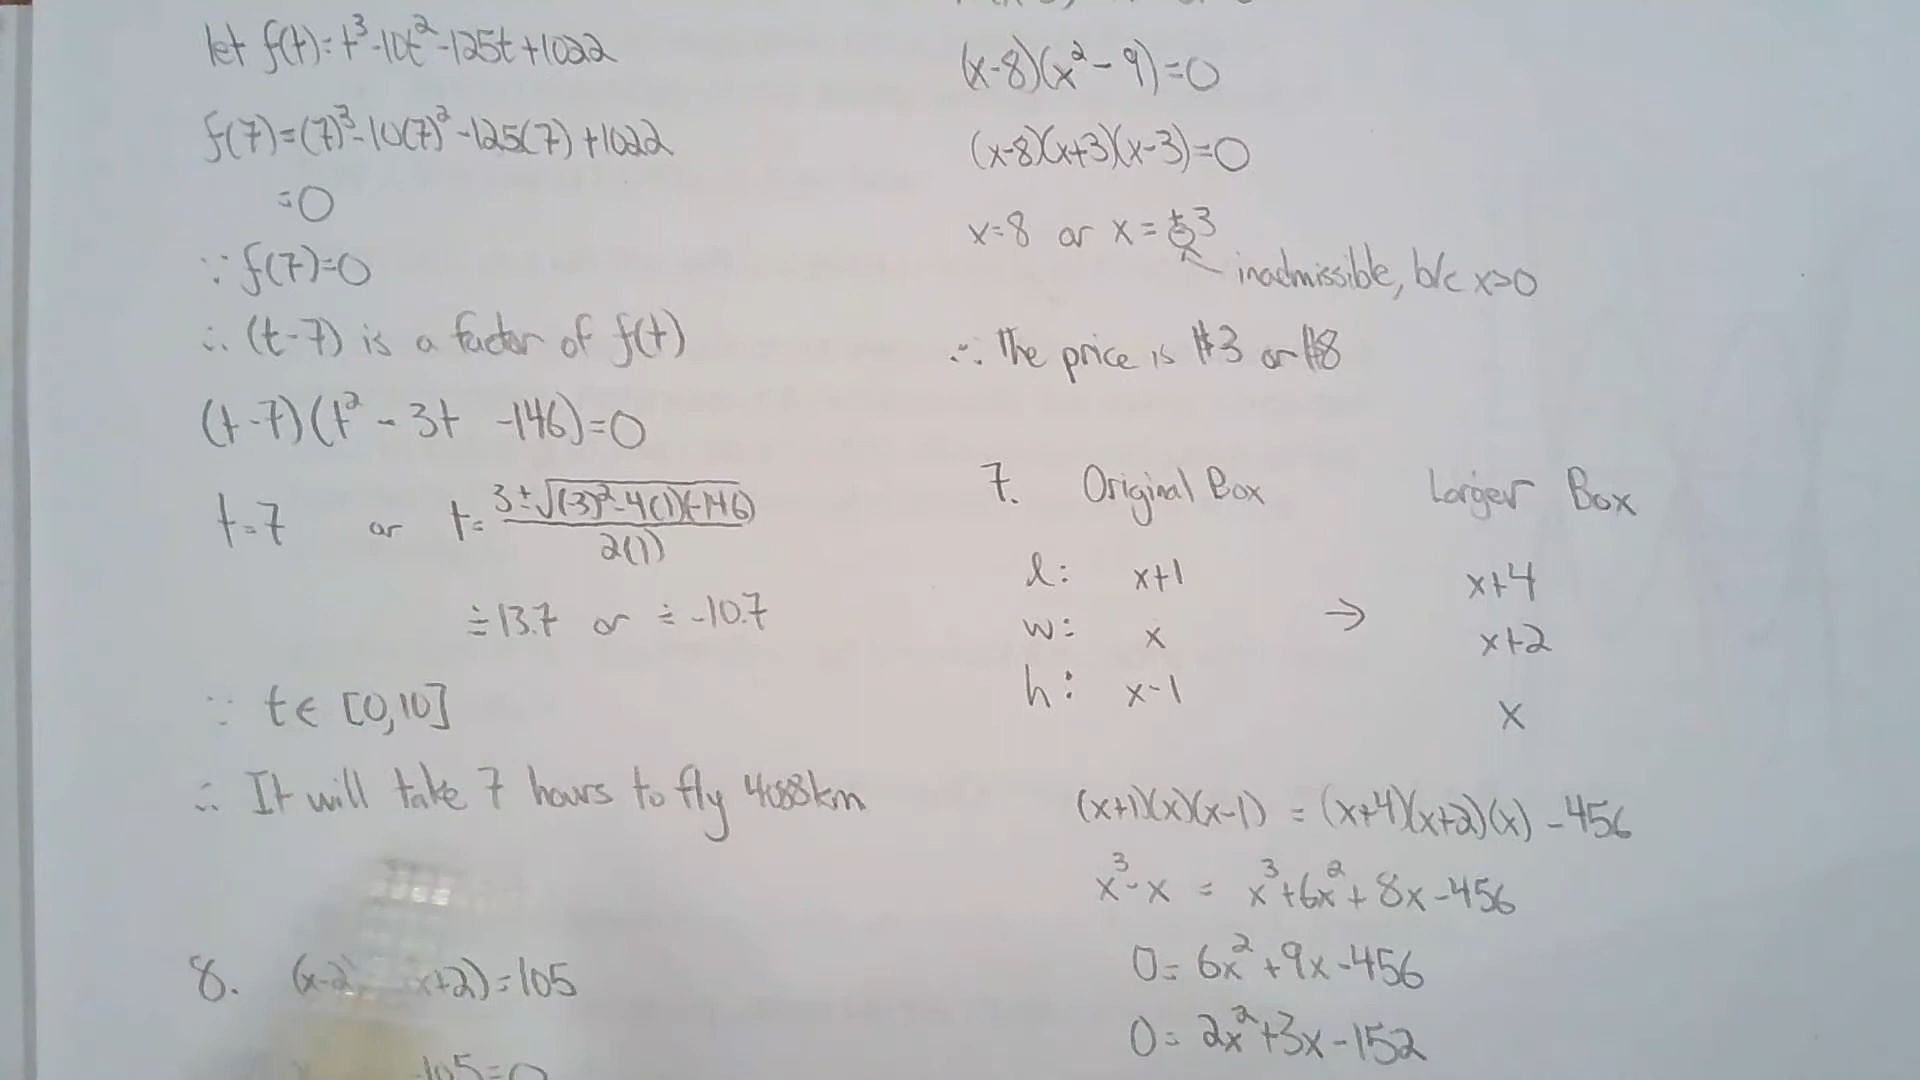 let f(t)=t³-10t²-125t+1022
f(7)=(7)³-10(7)²-125(7)+1022
=0
∵ f(7)=0
∴ (t-7) is a factor of f(t)
(t-7)(t²-3t-146)=0
t=7 or t=(3±√((3)²-4(1)(-146)))/(2(1))
≐13.7 or ≐-10.7
∵ t∈[0,10]
∴ It will take 7 hours to fly 4088km
8. (x-2 x+2)=105
-105=0
(x-8)(x²-9)=0
(x-8)(x+3)(x-3)=0
x=8 or x=±3
inadmissible, b/c x>0
∴ The price is $3 or $8
7. Original Box Larger Box
l: x+1 x+4
w: x → x+2
h: x-1 x
(x+1)(x)(x-1)=(x+4)(x+2)(x)-456
x³-x=x³+6x²+8x-456
0=6x²+9x-456
0=2x²+3x-152